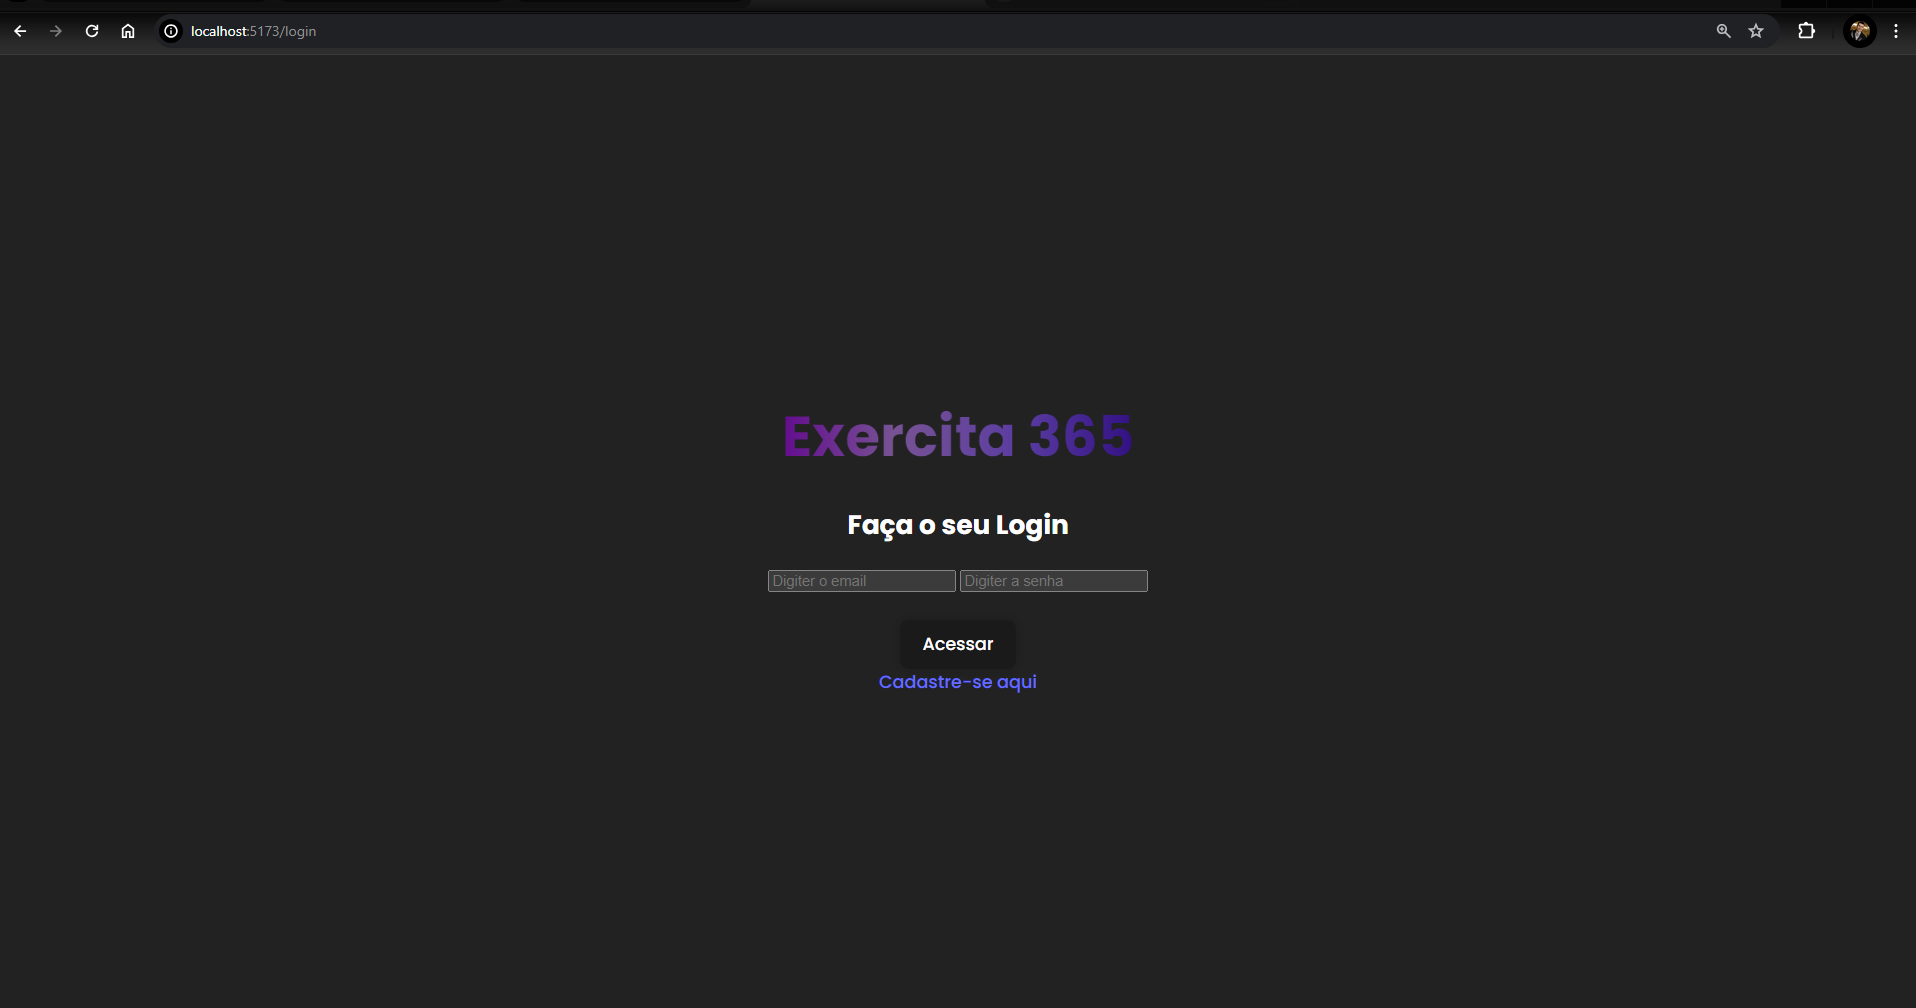 localhost:5173/login
Exercita 365
Faça o seu Login
Digiter o email Digiter a senha
Acessar
Cadastre-se aqui